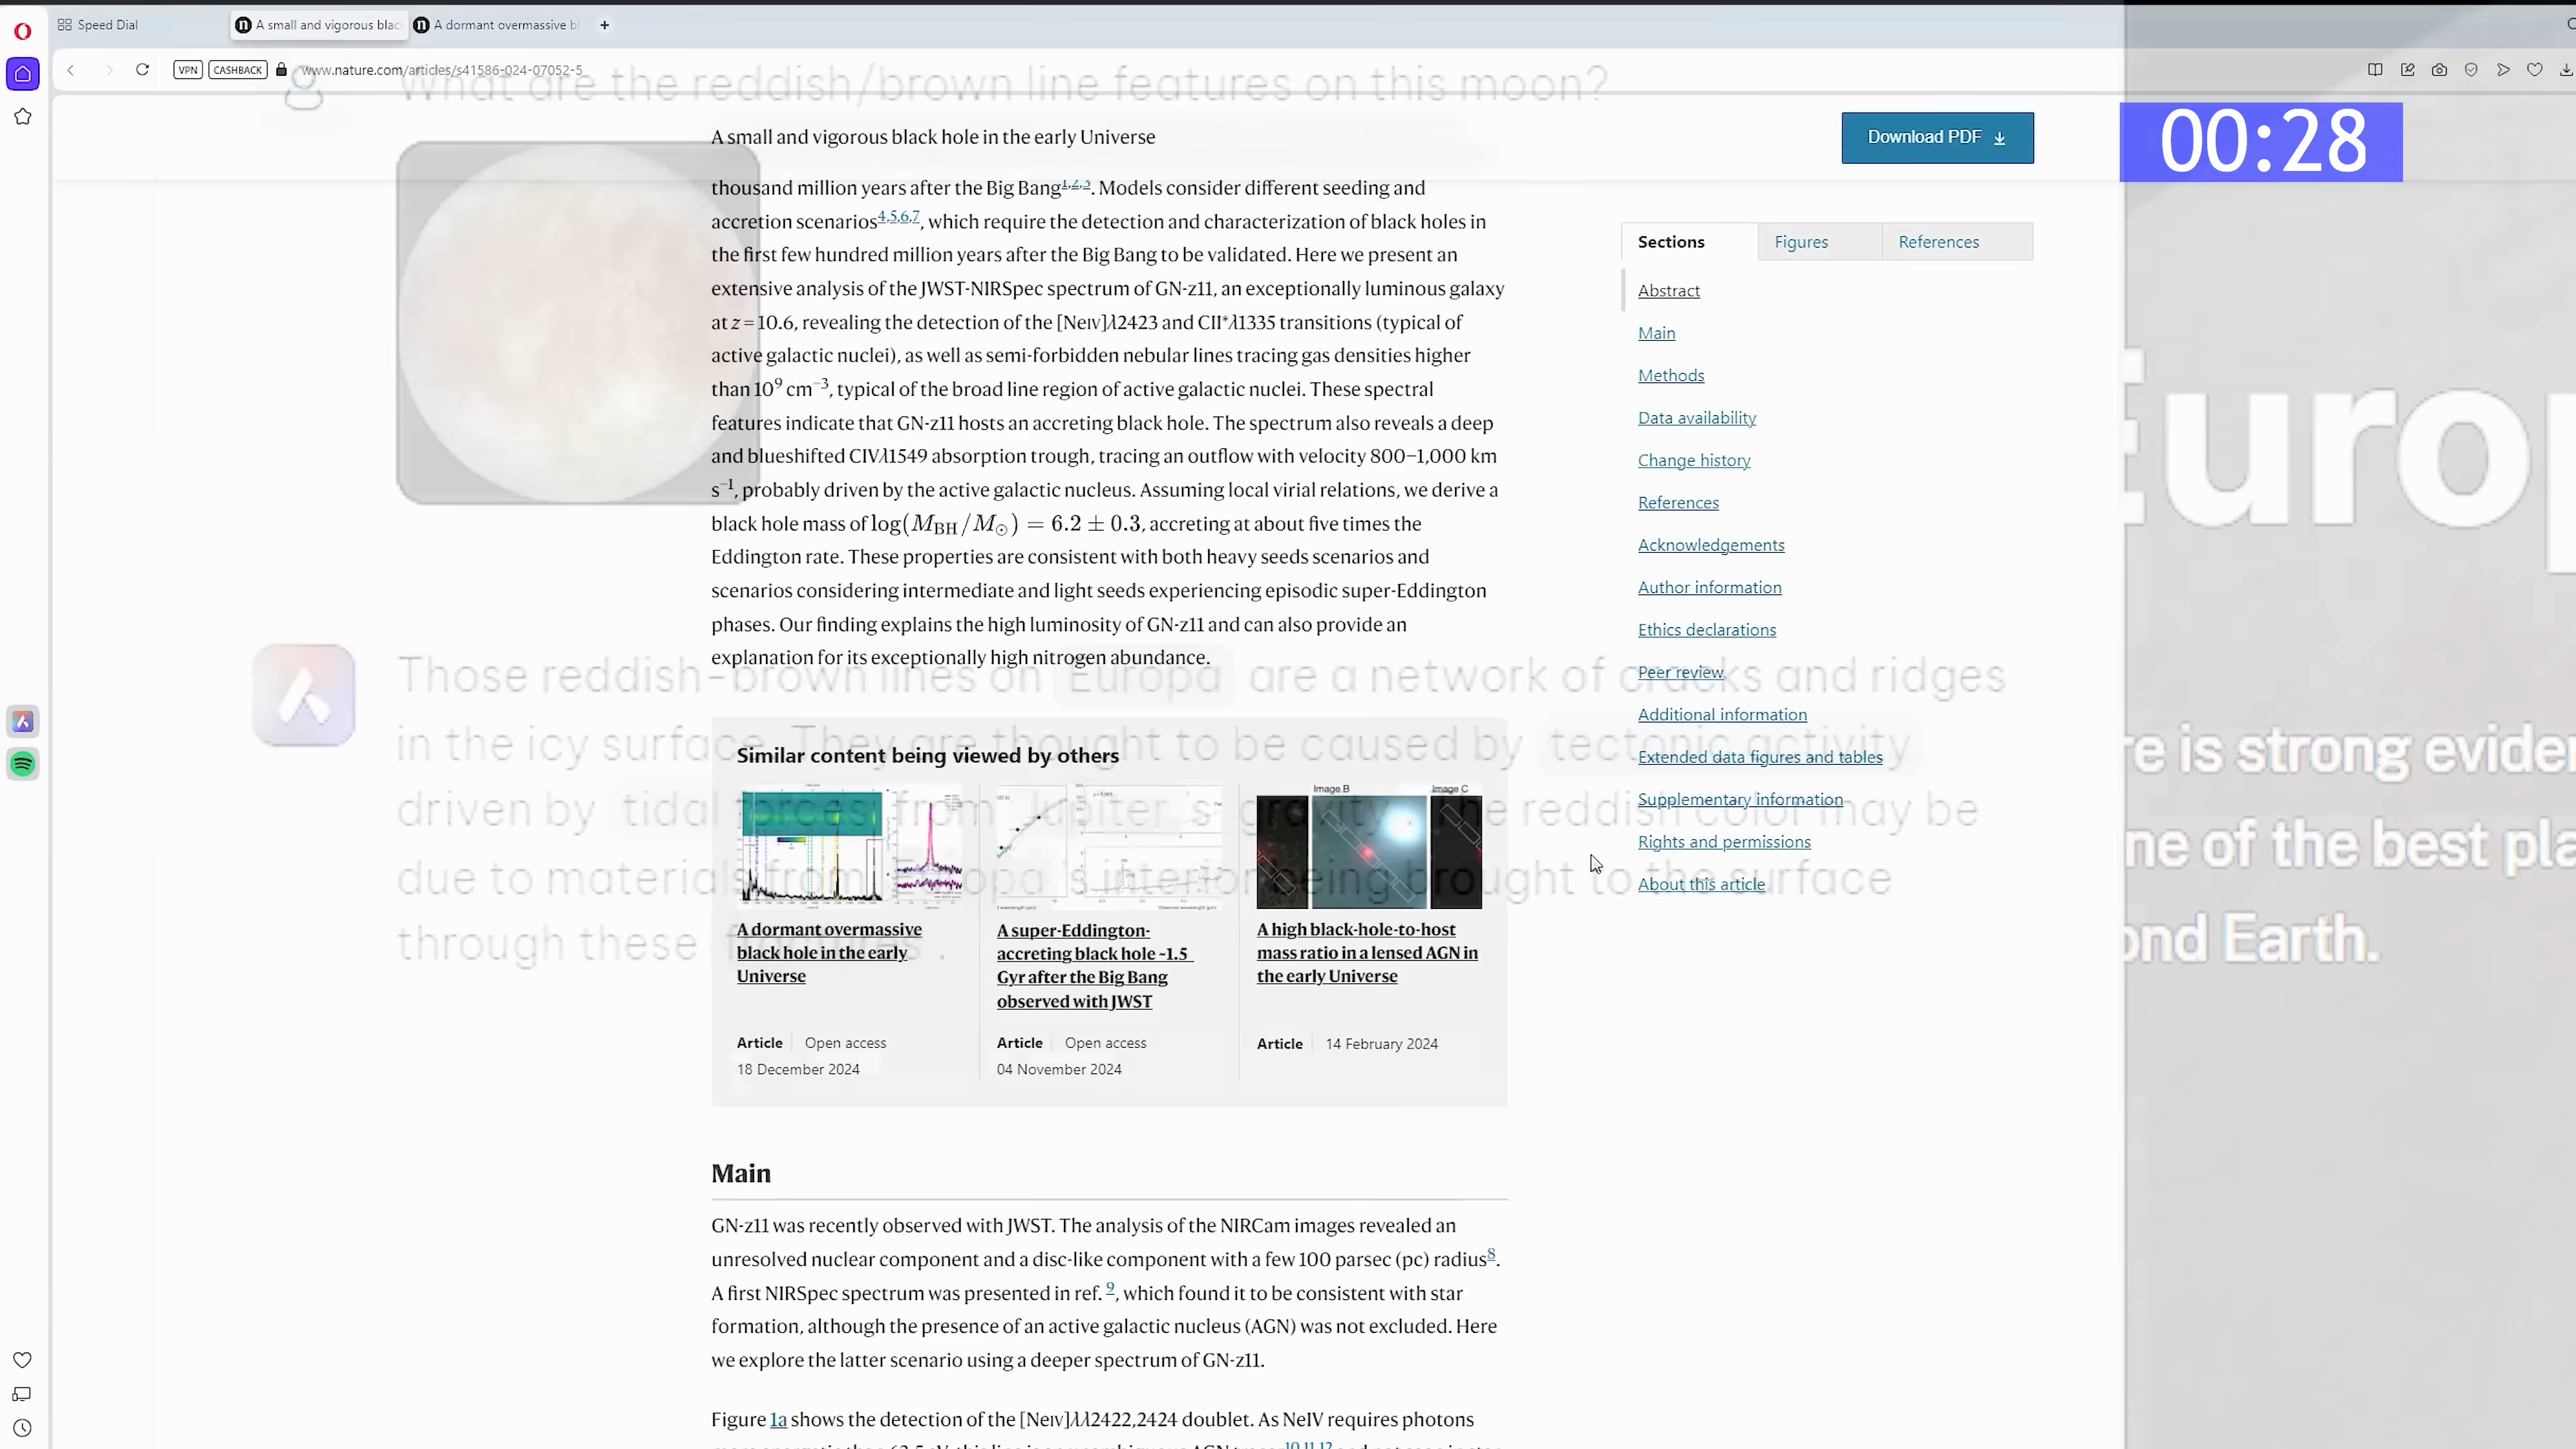 Speed Dial
A small and vigorous blac
A dormant overmassive bl
VPN
CASHBACK
www.nature.com/articles/s41586-024-07052-5
What are the reddish/brown line features on this moon?
A small and vigorous black hole in the early Universe
Download PDF
00:28
thousand million years after the Big Bang1,2,3. Models consider different seeding and
accretion scenarios4,5,6,7, which require the detection and characterization of black holes in
the first few hundred million years after the Big Bang to be validated. Here we present an
extensive analysis of the JWST-NIRSpec spectrum of GN-z11, an exceptionally luminous galaxy
at z = 10.6, revealing the detection of the [NeIV]λ2423 and CII*λ1335 transitions (typical of
active galactic nuclei), as well as semi-forbidden nebular lines tracing gas densities higher
than 10⁹ cm⁻³, typical of the broad line region of active galactic nuclei. These spectral
features indicate that GN-z11 hosts an accreting black hole. The spectrum also reveals a deep
and blueshifted CIVλ1549 absorption trough, tracing an outflow with velocity 800–1,000 km
s⁻¹, probably driven by the active galactic nucleus. Assuming local virial relations, we derive a
black hole mass of log(M_BH/M_⊙) = 6.2 ± 0.3, accreting at about five times the
Eddington rate. These properties are consistent with both heavy seeds scenarios and
scenarios considering intermediate and light seeds experiencing episodic super-Eddington
phases. Our finding explains the high luminosity of GN-z11 and can also provide an
explanation for its exceptionally high nitrogen abundance.
Sections
Figures
References
Abstract
Main
Methods
Data availability
Change history
References
Acknowledgements
Author information
Ethics declarations
Peer review
Additional information
Extended data figures and tables
Supplementary information
Rights and permissions
About this article
Those reddish-brown lines on Europa are a network of cracks and ridges
in the icy surface. They are thought to be caused by tectonic activity
driven by tidal forces from Jupiter's gravity. The reddish color may be
due to materials from Europa's interior being brought to the surface
through these fractures.
Similar content being viewed by others
Image B
Image C
A dormant overmassive
black hole in the early
Universe
Article
Open access
18 December 2024
A super-Eddington-
accreting black hole ~1.5
Gyr after the Big Bang
observed with JWST
Article
Open access
04 November 2024
A high black-hole-to-host
mass ratio in a lensed AGN in
the early Universe
Article
14 February 2024
Main
GN-z11 was recently observed with JWST. The analysis of the NIRCam images revealed an
unresolved nuclear component and a disc-like component with a few 100 parsec (pc) radius8.
A first NIRSpec spectrum was presented in ref. 9, which found it to be consistent with star
formation, although the presence of an active galactic nucleus (AGN) was not excluded. Here
we explore the latter scenario using a deeper spectrum of GN-z11.
Figure 1a shows the detection of the [NeIV]λλ2422,2424 doublet. As NeIV requires photons
Europ
re is strong eviden
ne of the best pla
ond Earth.